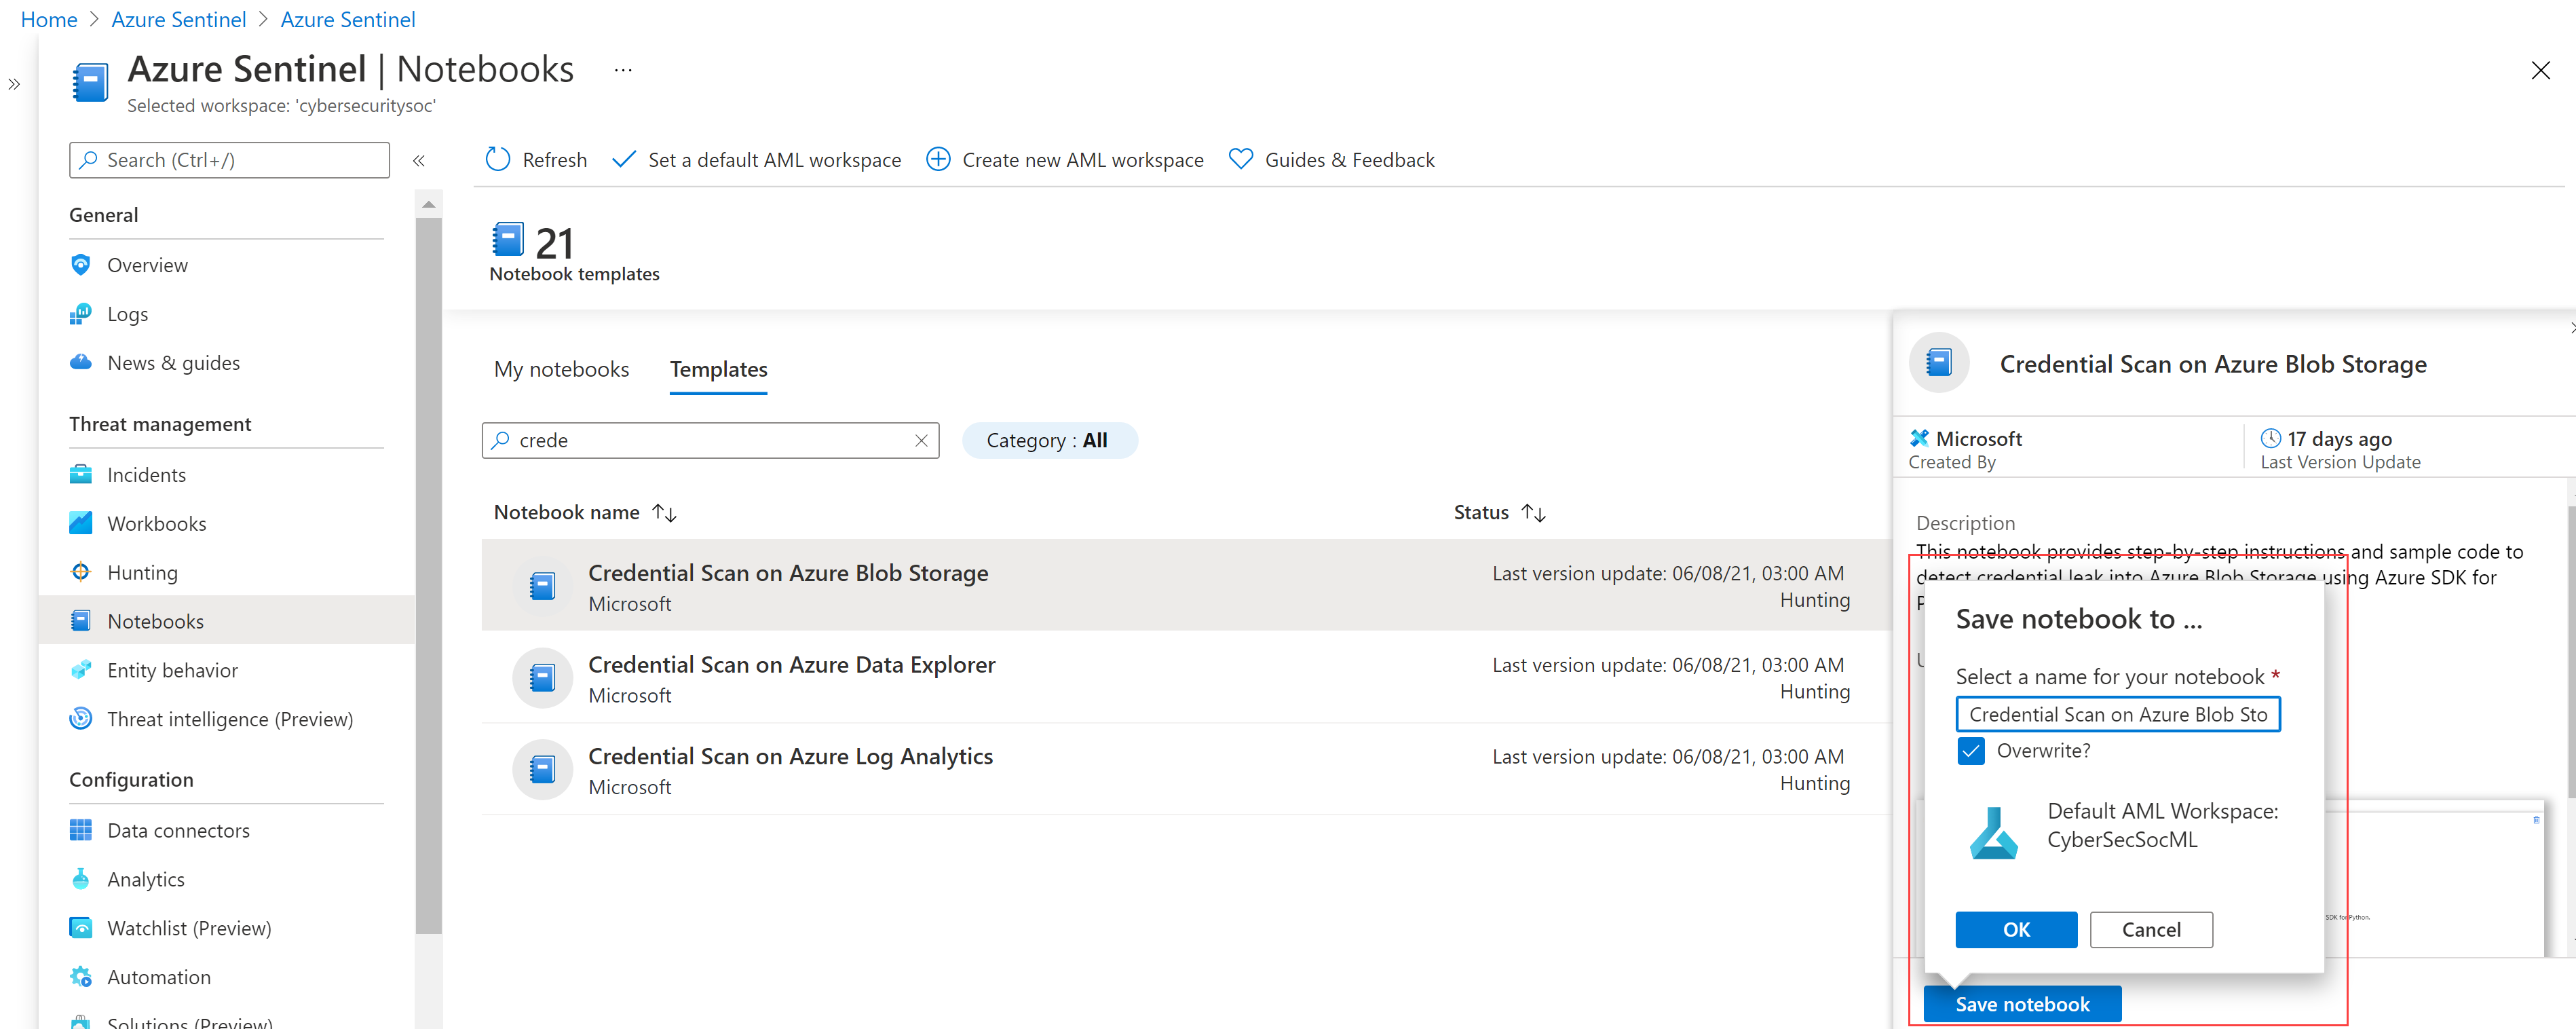 Home > Azure Sentinel > Azure Sentinel
Azure Sentinel | Notebooks ...
Selected workspace: 'cybersecuritysoc'
Search (Ctrl+/)
General
Overview
Logs
News & guides
Threat management
Incidents
Workbooks
Hunting
Notebooks
Entity behavior
Threat intelligence (Preview)
Configuration
Data connectors
Analytics
Watchlist (Preview)
Automation
Solutions (Preview)
Refresh
Set a default AML workspace
Create new AML workspace
Guides & Feedback
21
Notebook templates
My notebooks
Templates
crede
Category : All
Notebook name
Status
Credential Scan on Azure Blob Storage
Microsoft
Last version update: 06/08/21, 03:00 AM
Hunting
Credential Scan on Azure Data Explorer
Microsoft
Last version update: 06/08/21, 03:00 AM
Hunting
Credential Scan on Azure Log Analytics
Microsoft
Last version update: 06/08/21, 03:00 AM
Hunting
Credential Scan on Azure Blob Storage
Microsoft
Created By
17 days ago
Last Version Update
Description
This notebook provides step-by-step instructions and sample code to
detect credential leak into Azure Blob Storage using Azure SDK for
Save notebook to ...
Select a name for your notebook *
Credential Scan on Azure Blob Sto
Overwrite?
Default AML Workspace:
CyberSecSocML
OK
Cancel
SDK for Python.
Save notebook